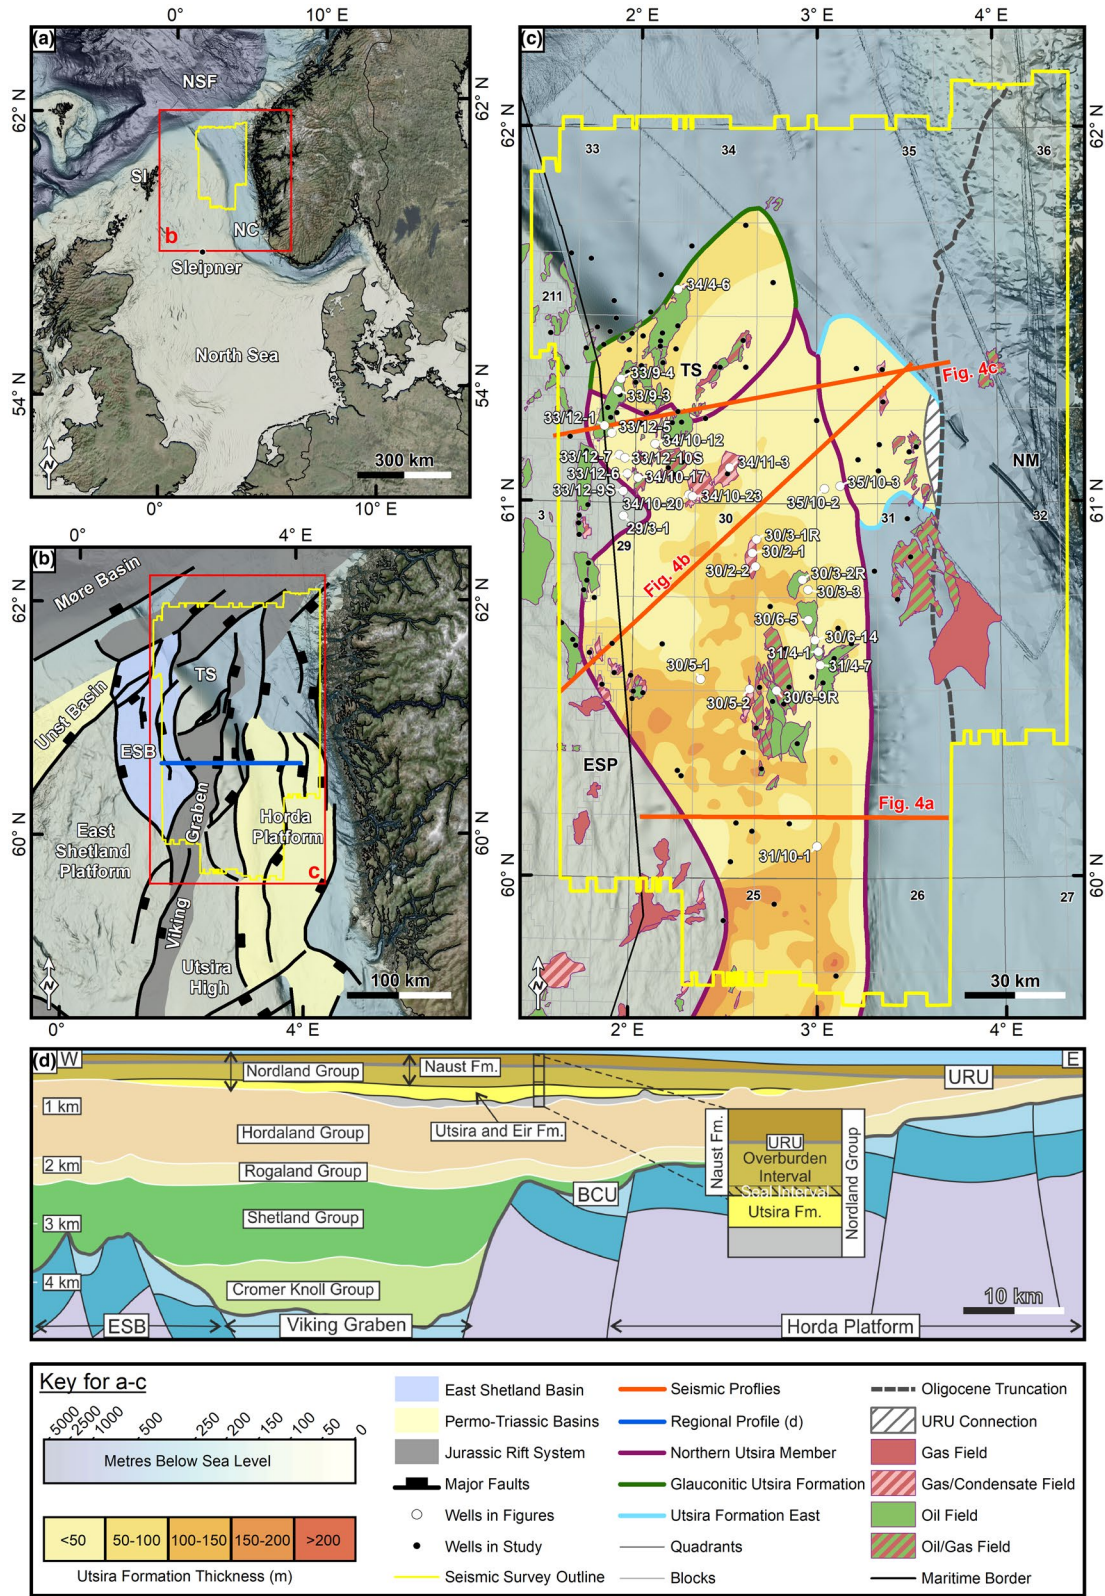 0°
10° E
(a)
NSF
62° N
62° N
SI
NC
b
Sleipner
North Sea
54° N
54° N
N
300 km
0°
10° E
(b)
0°
4° E
Møre Basin
62° N
62° N
TS
Unst Basin
ESB
Graben
60° N
60° N
East
Shetland
Platform
Horda
Platform
c
Viking
Utsira
High
N
100 km
0°
4° E
(c)
2° E
3° E
4° E
62° N
62° N
33
34
35
36
211
34/4-6
TS
33/9-4
33/9-3
Fig. 4c
33/12-1
33/12-5
34/10-12
33/12-7
33/12-10S
34/11-3
33/12-6
34/10-17
NM
33/12-9S
34/10-23
35/10-3
34/10-20
35/10-2
61° N
61° N
3
30
31
32
29/3-1
29
30/3-1R
30/2-1
30/2-2
Fig. 4b
30/3-2R
30/3-3
30/6-5
30/6-14
31/4-1
30/5-1
31/4-7
30/5-2
30/6-9R
ESP
Fig. 4a
31/10-1
60° N
60° N
25
26
27
N
30 km
2° E
3° E
4° E
(d)
W
E
Nordland Group
Naust Fm.
URU
1 km
Utsira and Eir Fm.
Hordaland Group
Naust Fm.
URU
Overburden
Interval
Seal Interval
Utsira Fm.
Nordland Group
2 km
Rogaland Group
BCU
Shetland Group
3 km
4 km
Cromer Knoll Group
10 km
ESB
Viking Graben
Horda Platform
Key for a-c
5000
2500
1000
500
250
200
150
100
50
0
Metres Below Sea Level
<50
50-100
100-150
150-200
>200
Utsira Formation Thickness (m)
East Shetland Basin
Permo-Triassic Basins
Jurassic Rift System
Major Faults
Wells in Figures
Wells in Study
Seismic Survey Outline
Seismic Proflies
Regional Profile (d)
Northern Utsira Member
Glauconitic Utsira Formation
Utsira Formation East
Quadrants
Blocks
Oligocene Truncation
URU Connection
Gas Field
Gas/Condensate Field
Oil Field
Oil/Gas Field
Maritime Border